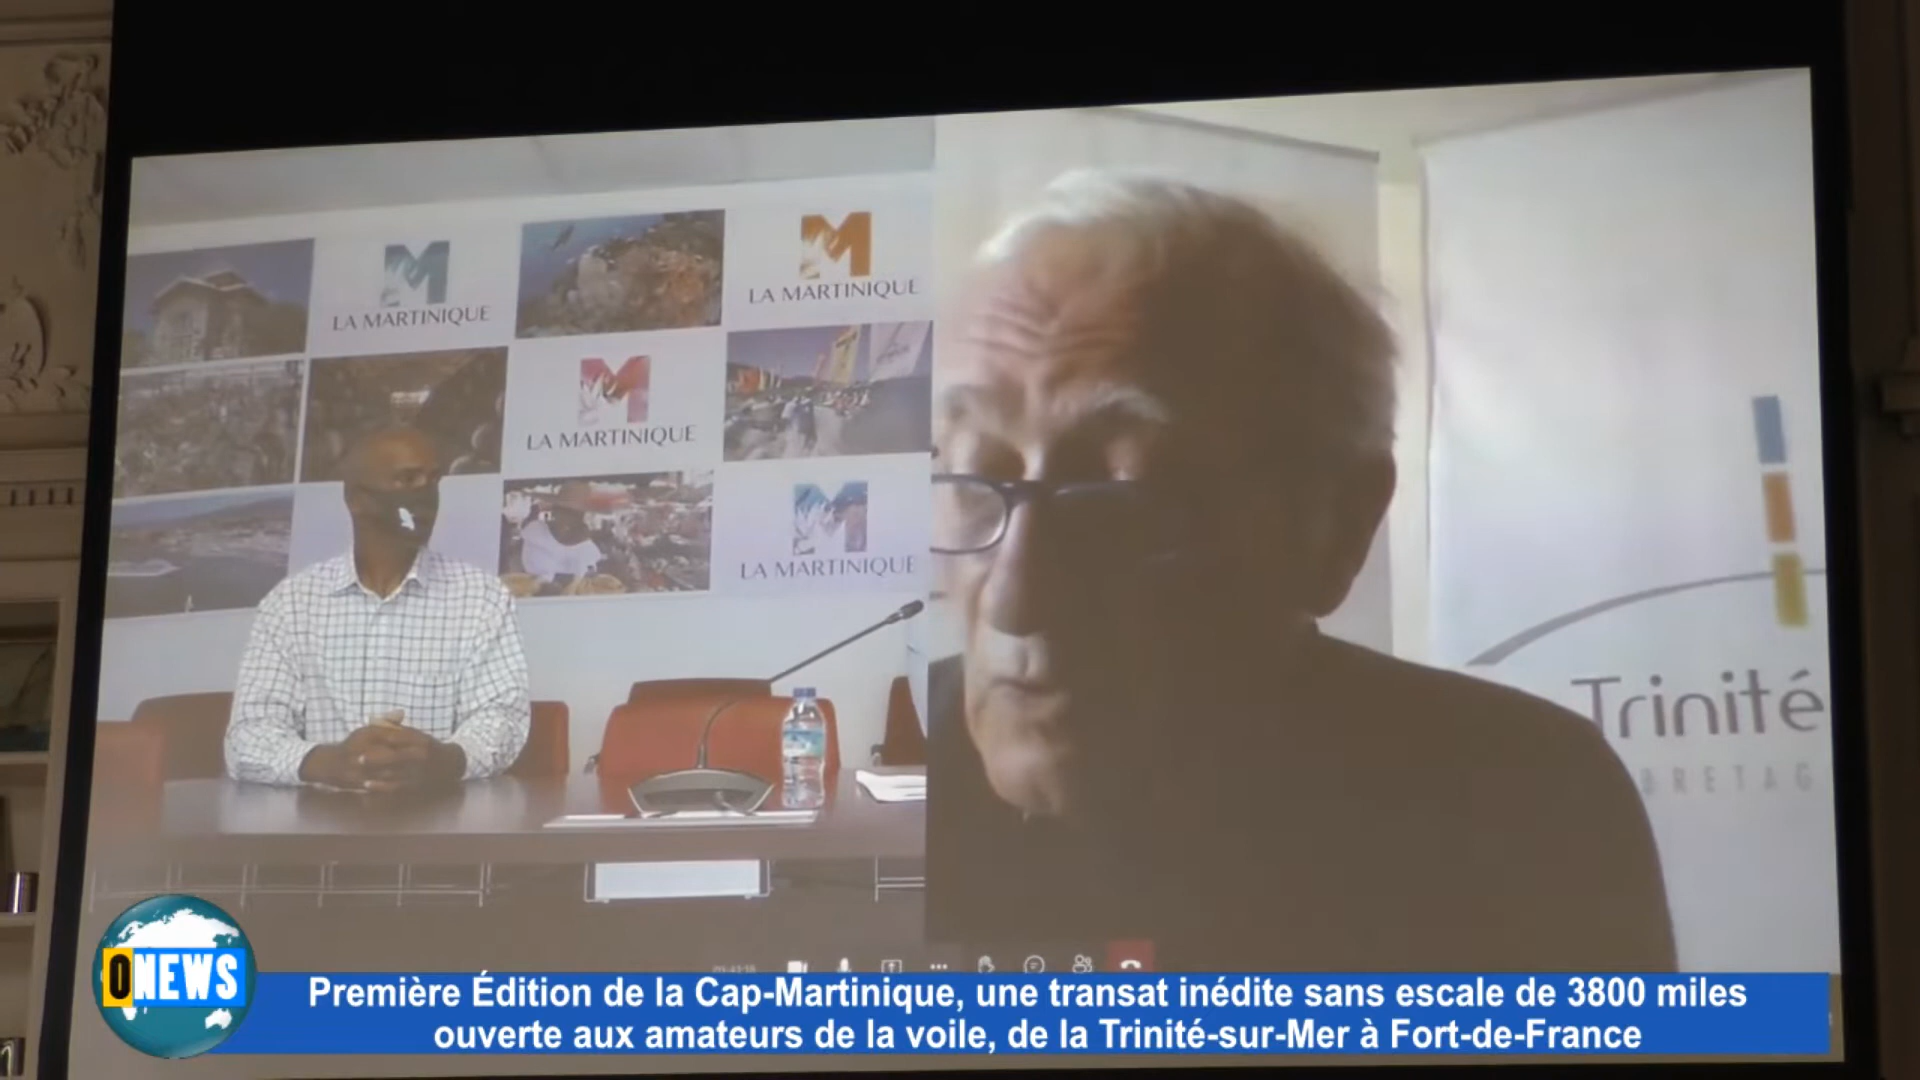 LA MARTINIQUE
LA MARTINIQUE
LA MARTINIQUE
LA MARTINIQUE
Trinité
BRETAG
ONEWS
Première Édition de la Cap-Martinique, une transat inédite sans escale de 3800 miles
ouverte aux amateurs de la voile, de la Trinité-sur-Mer à Fort-de-France